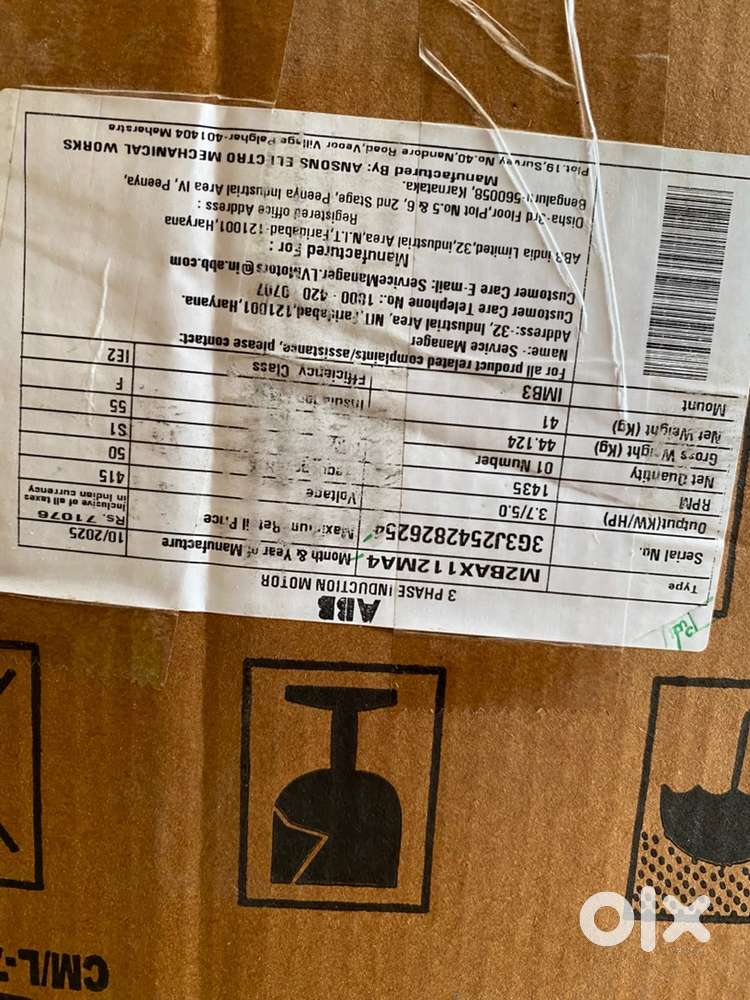 ABB
3 PHASE INDUCTION MOTOR
Type M2BAX112MA4 Month & Year of Manufacture 10/2025
Serial No. 3G3J2542826254 Rs. 71076
inclusive of all taxes
in Indian currency
Output(KW/HP) 3.7/5.0 Voltage 415
RPM 1435 50
Net Quantity 01 Number S1
Gross Weight (Kg) 44.124 55
Net Weight (Kg) 41 F
Mount IMB3 Efficiency Class IE2
For all product related complaints/assistance, please contact:
Name:- Service Manager
Address:- 32, Industrial Area, NIT, Faridabad,121001,Haryana.
Customer Care Telephone No.: 1800 - 420 - 0707
Customer Care E-mail: ServiceManager.LVMotors@in.abb.com
Manufactured For :
ABB India Limited,32,Industrial Area,N.I.T,Faridabad-121001,Haryana
Registered office Address :
Disha-3rd Floor,Plot No.5 & 6, 2nd Stage, Peenya Industrial Area IV, Peenya,
Bengaluru-560058, Karnataka.
Manufactured By: ANSONS ELECTRO MECHANICAL WORKS
Plot.19,Survey No.40,Nandore Road,Veoor Village Palghar-401404 Maharstra
CM/L-
olx